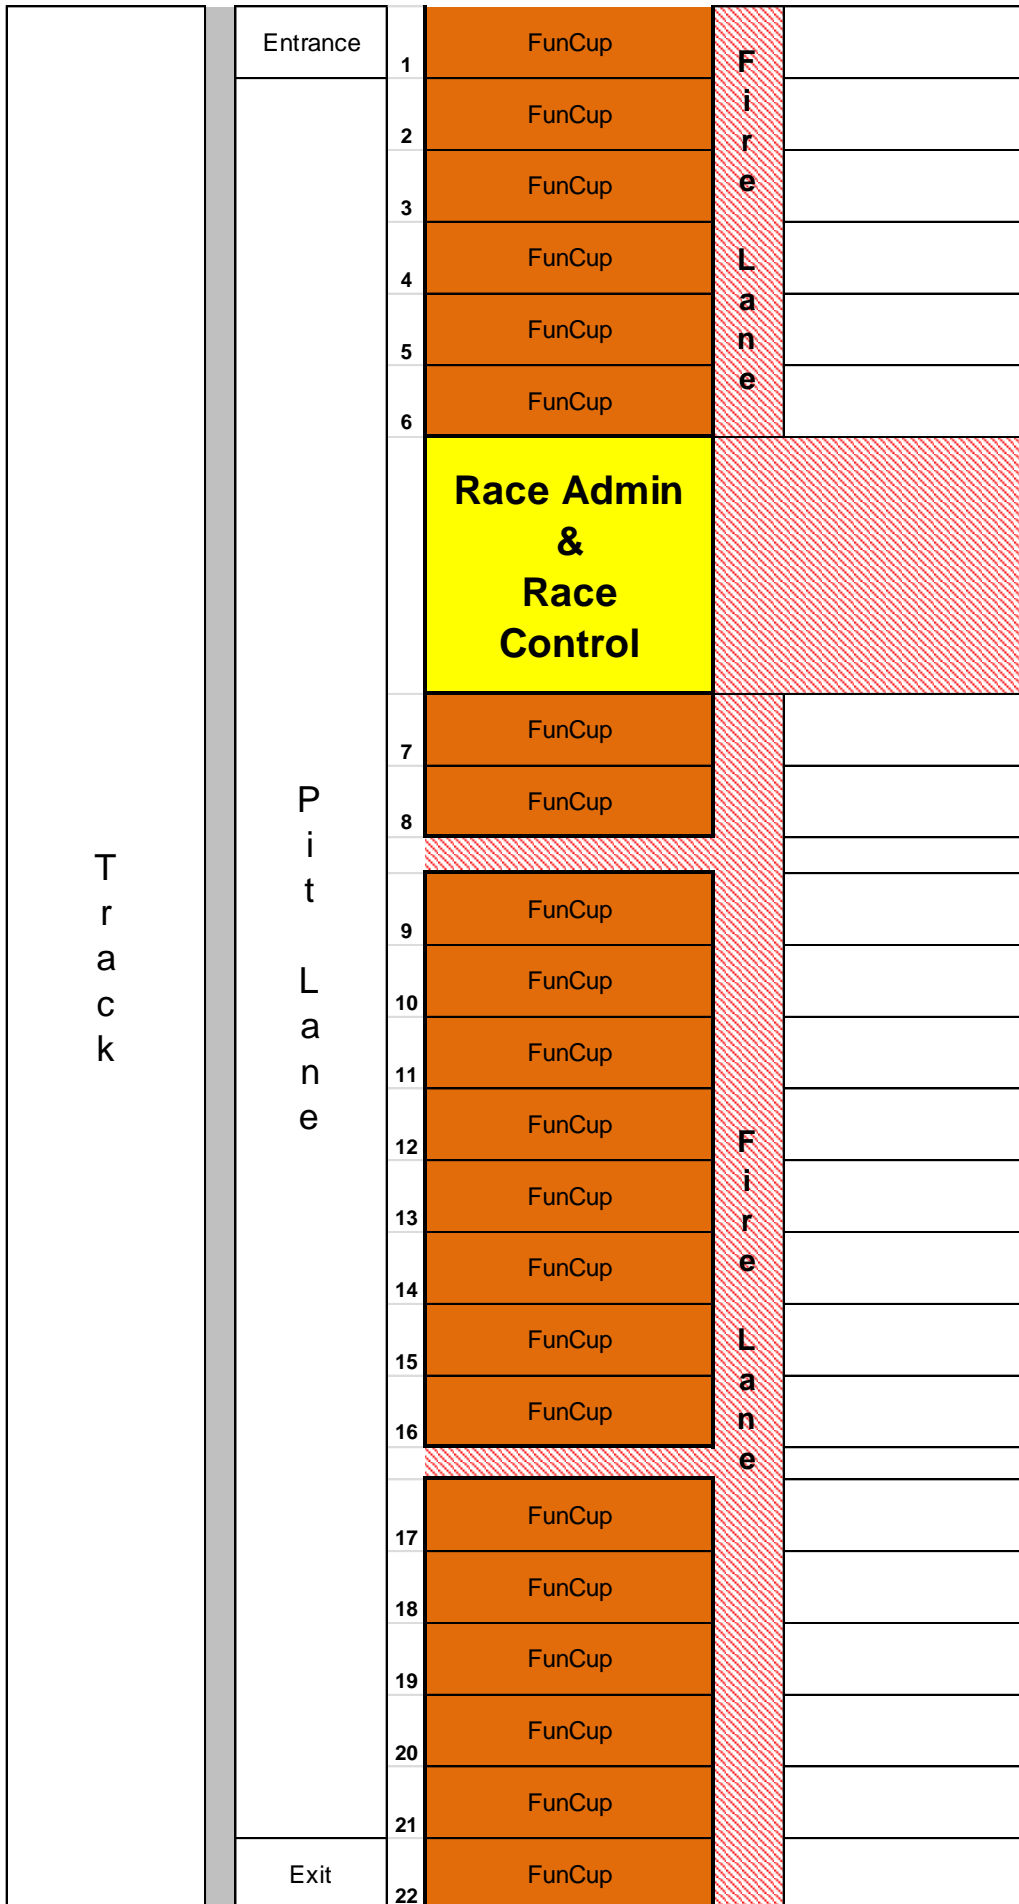 Track
Pit Lane
Entrance
1 FunCup
2 FunCup
3 FunCup
4 FunCup
5 FunCup
6 FunCup
Fire Lane
Race Admin
&
Race
Control
7 FunCup
8 FunCup
9 FunCup
10 FunCup
11 FunCup
12 FunCup
13 FunCup
14 FunCup
15 FunCup
16 FunCup
Fire Lane
17 FunCup
18 FunCup
19 FunCup
20 FunCup
21 FunCup
Exit
22 FunCup